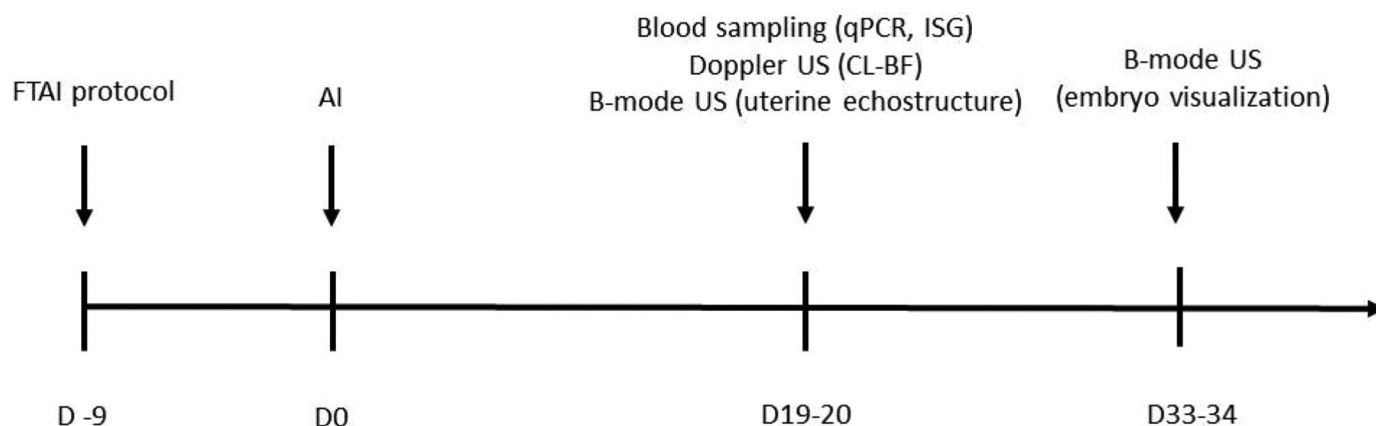 FTAI protocol
AI
Blood sampling (qPCR, ISG)
Doppler US (CL-BF)
B-mode US (uterine echostructure)
B-mode US
(embryo visualization)
D -9
D0
D19-20
D33-34